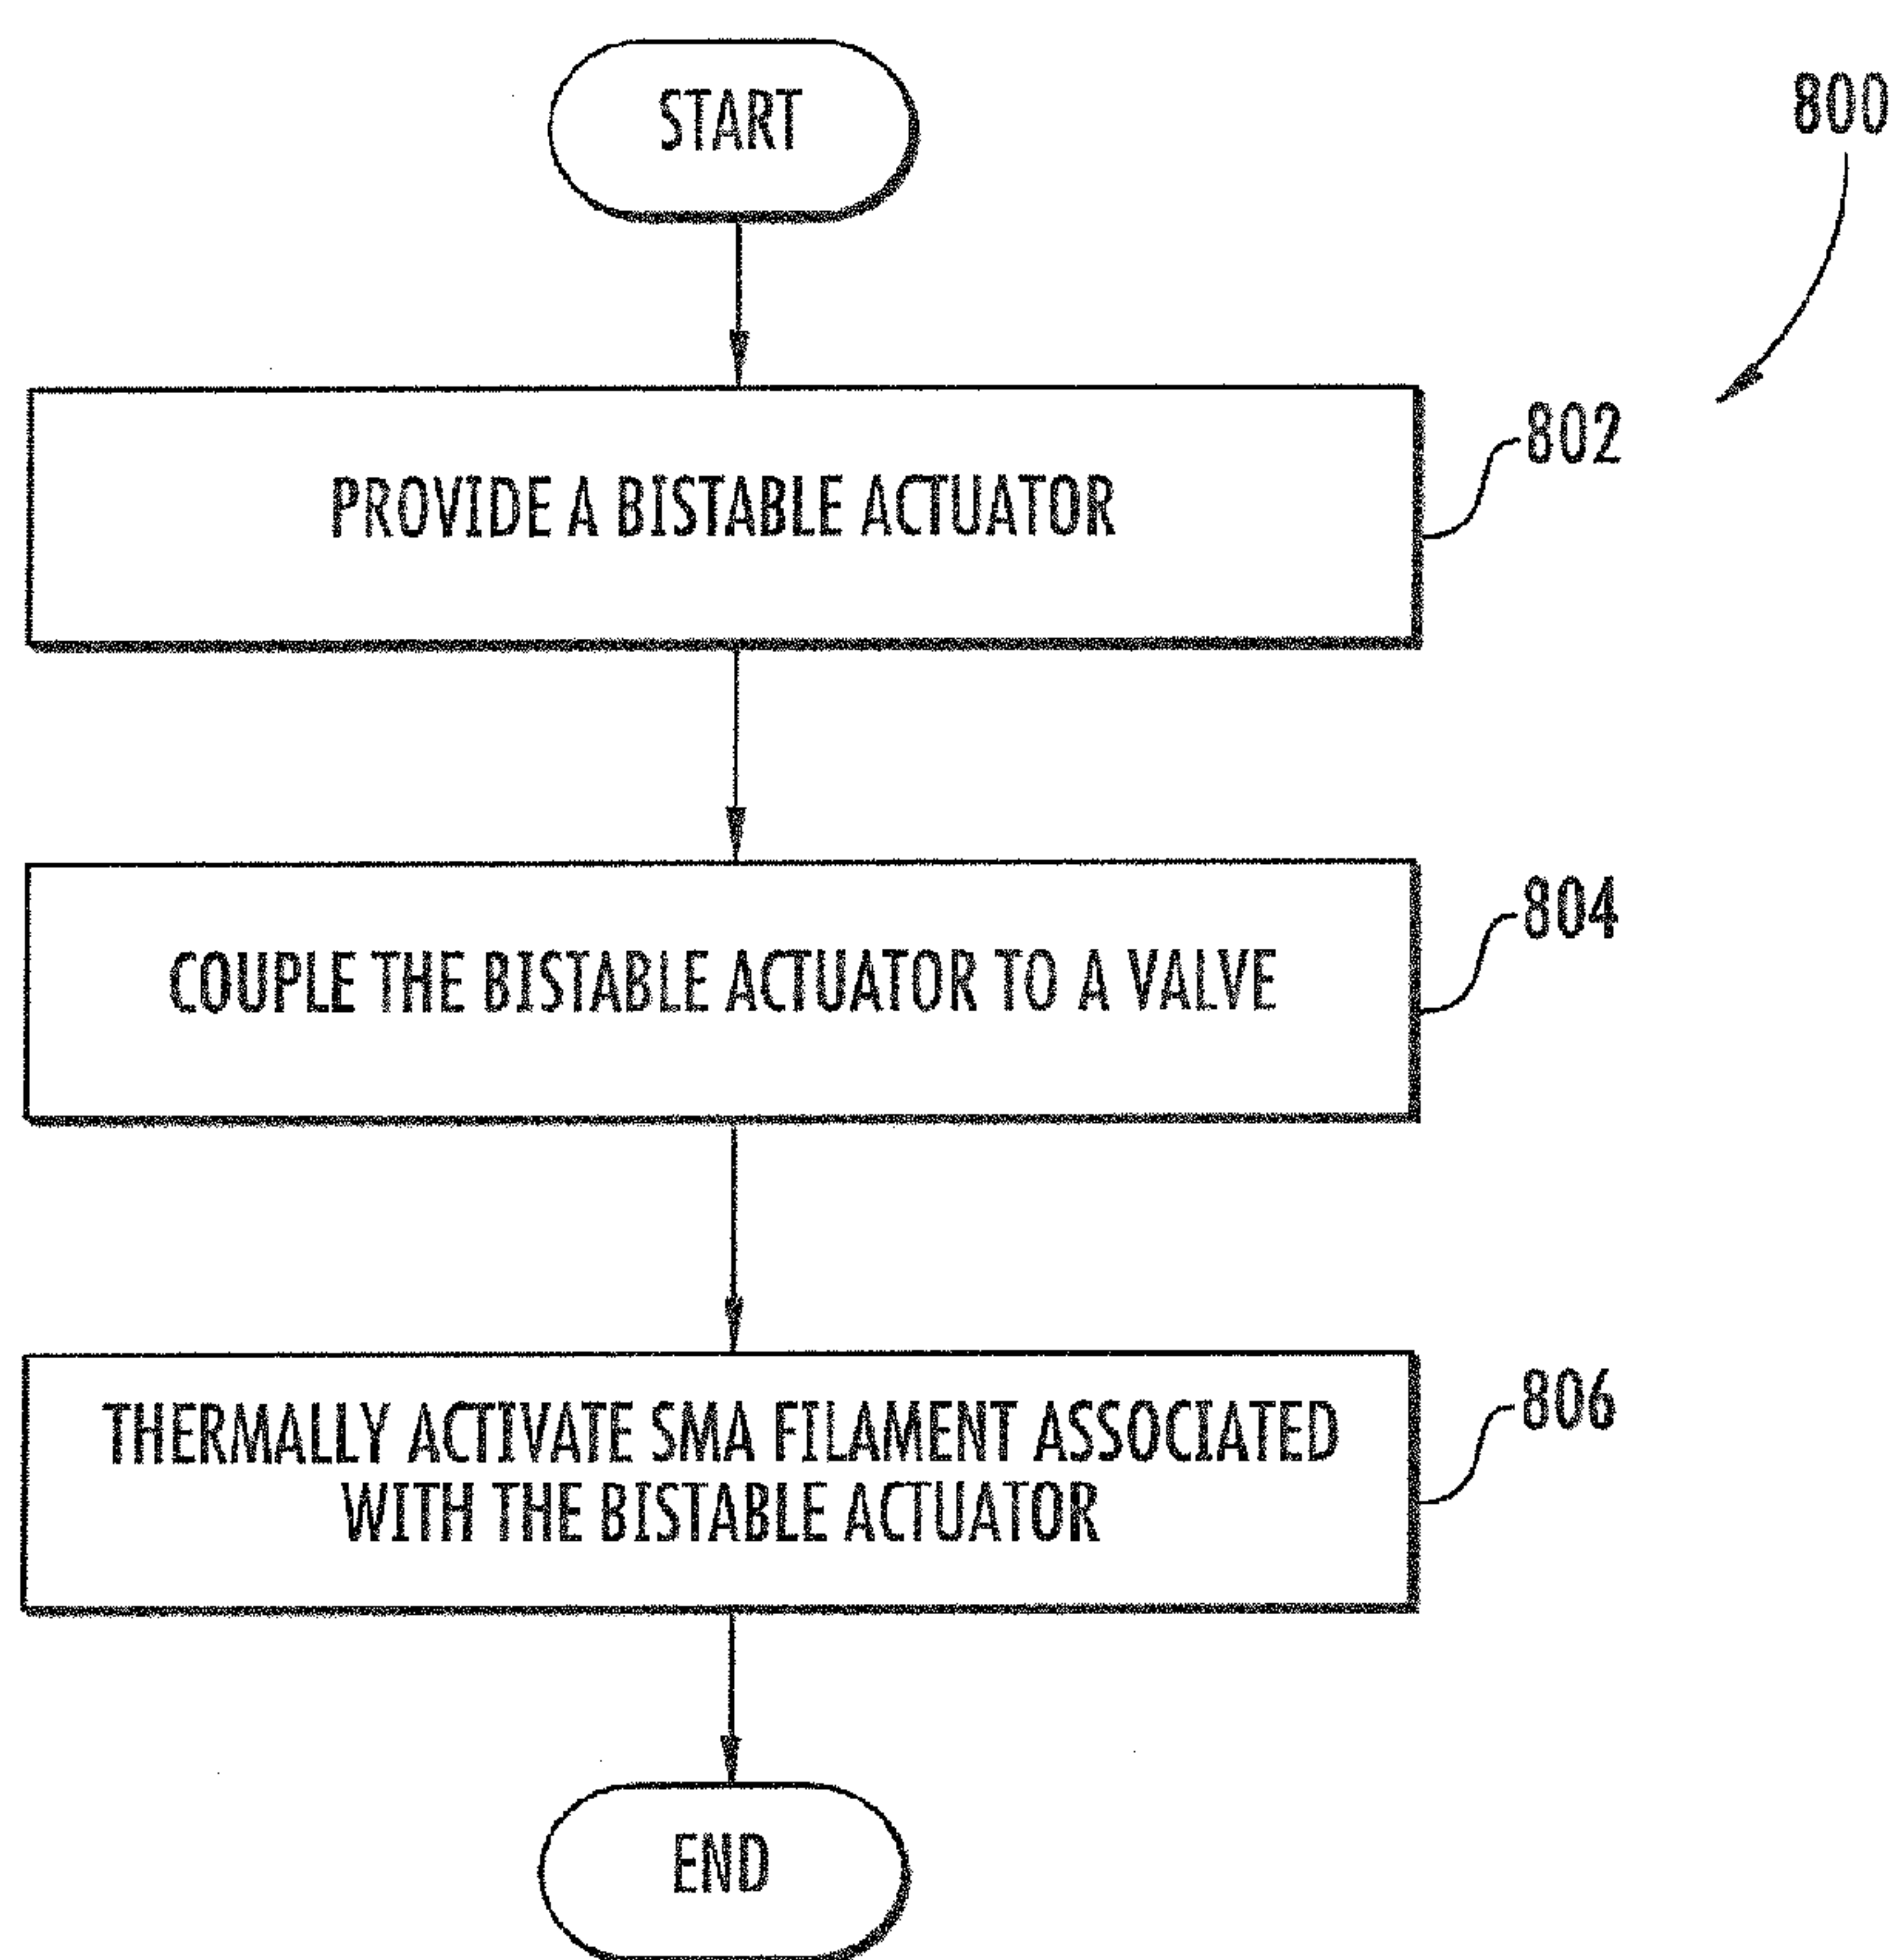 START
800
802
PROVIDE A BISTABLE ACTUATOR
804
COUPLE THE BISTABLE ACTUATOR TO A VALVE
806
THERMALLY ACTIVATE SMA FILAMENT ASSOCIATED
WITH THE BISTABLE ACTUATOR
END